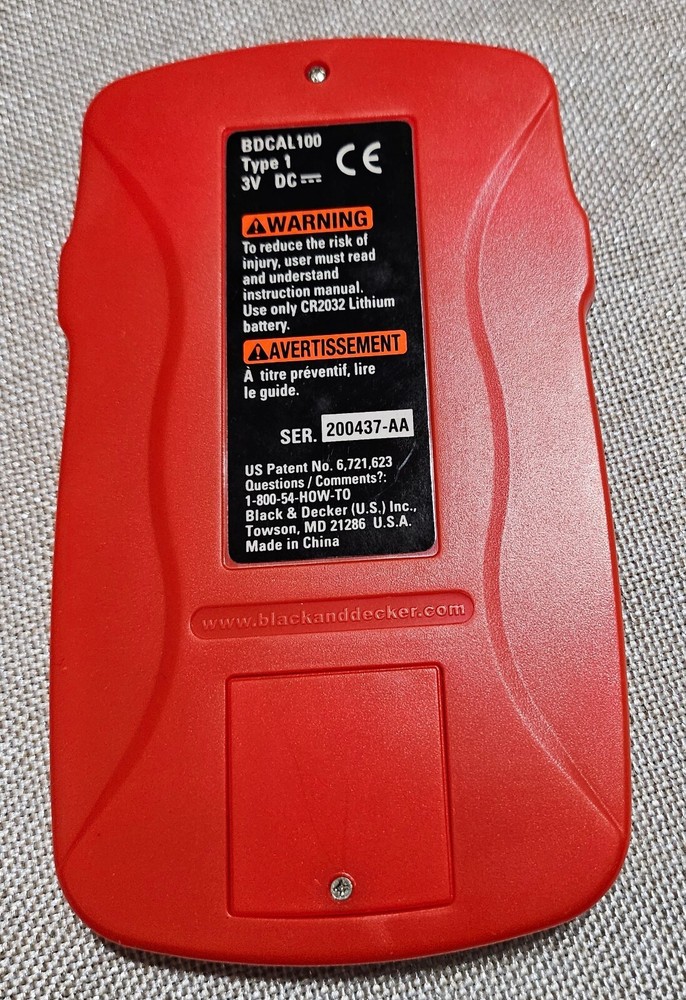 BDCAL100
Type 1
3V DC ⎓
CE
WARNING
To reduce the risk of
injury, user must read
and understand
instruction manual.
Use only CR2032 Lithium
battery.
AVERTISSEMENT
À titre préventif, lire
le guide.
SER. 200437-AA
US Patent No. 6,721,623
Questions / Comments?:
1-800-54-HOW-TO
Black & Decker (U.S.) Inc.,
Towson, MD 21286 U.S.A.
Made in China
www.blackanddecker.com